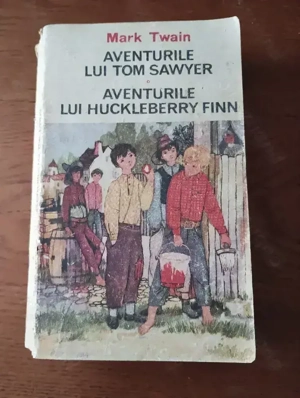 Mark Twain
AVENTURILE
LUI TOM SAWYER
AVENTURILE
LUI HUCKLEBERRY FINN